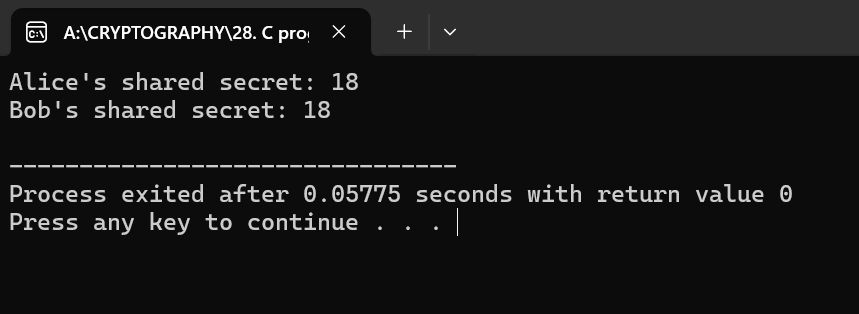 A:\CRYPTOGRAPHY\28. C pro
Alice's shared secret: 18
Bob's shared secret: 18
--------------------------------
Process exited after 0.05775 seconds with return value 0
Press any key to continue . . .